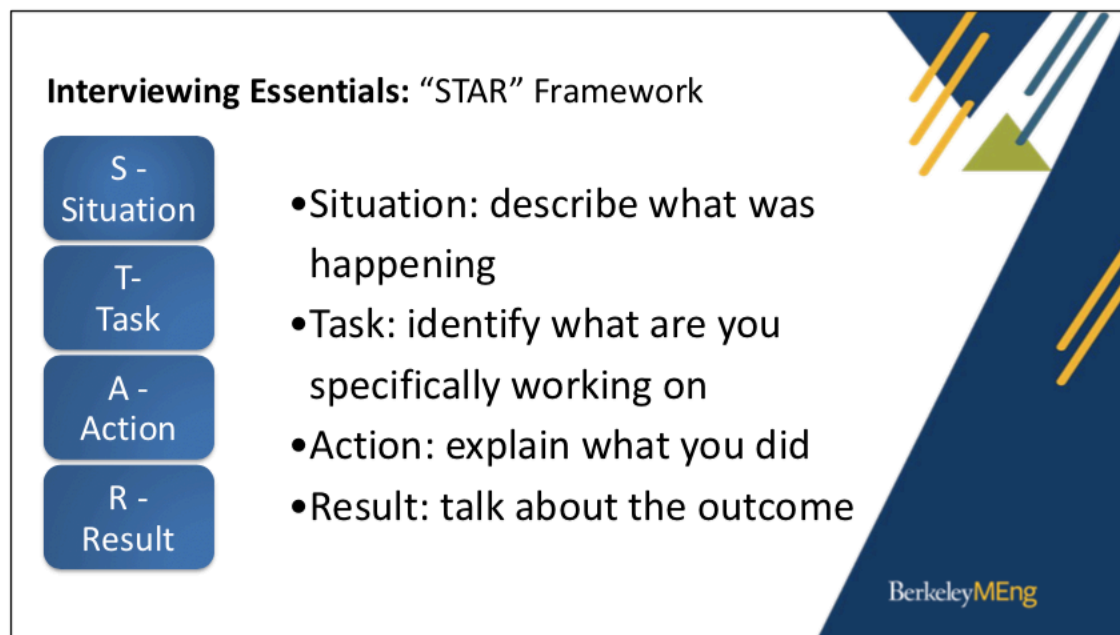 Interviewing Essentials: “STAR” Framework
S -
Situation
T-
Task
A -
Action
R -
Result
•Situation: describe what was
happening
•Task: identify what are you
specifically working on
•Action: explain what you did
•Result: talk about the outcome
BerkeleyMEng